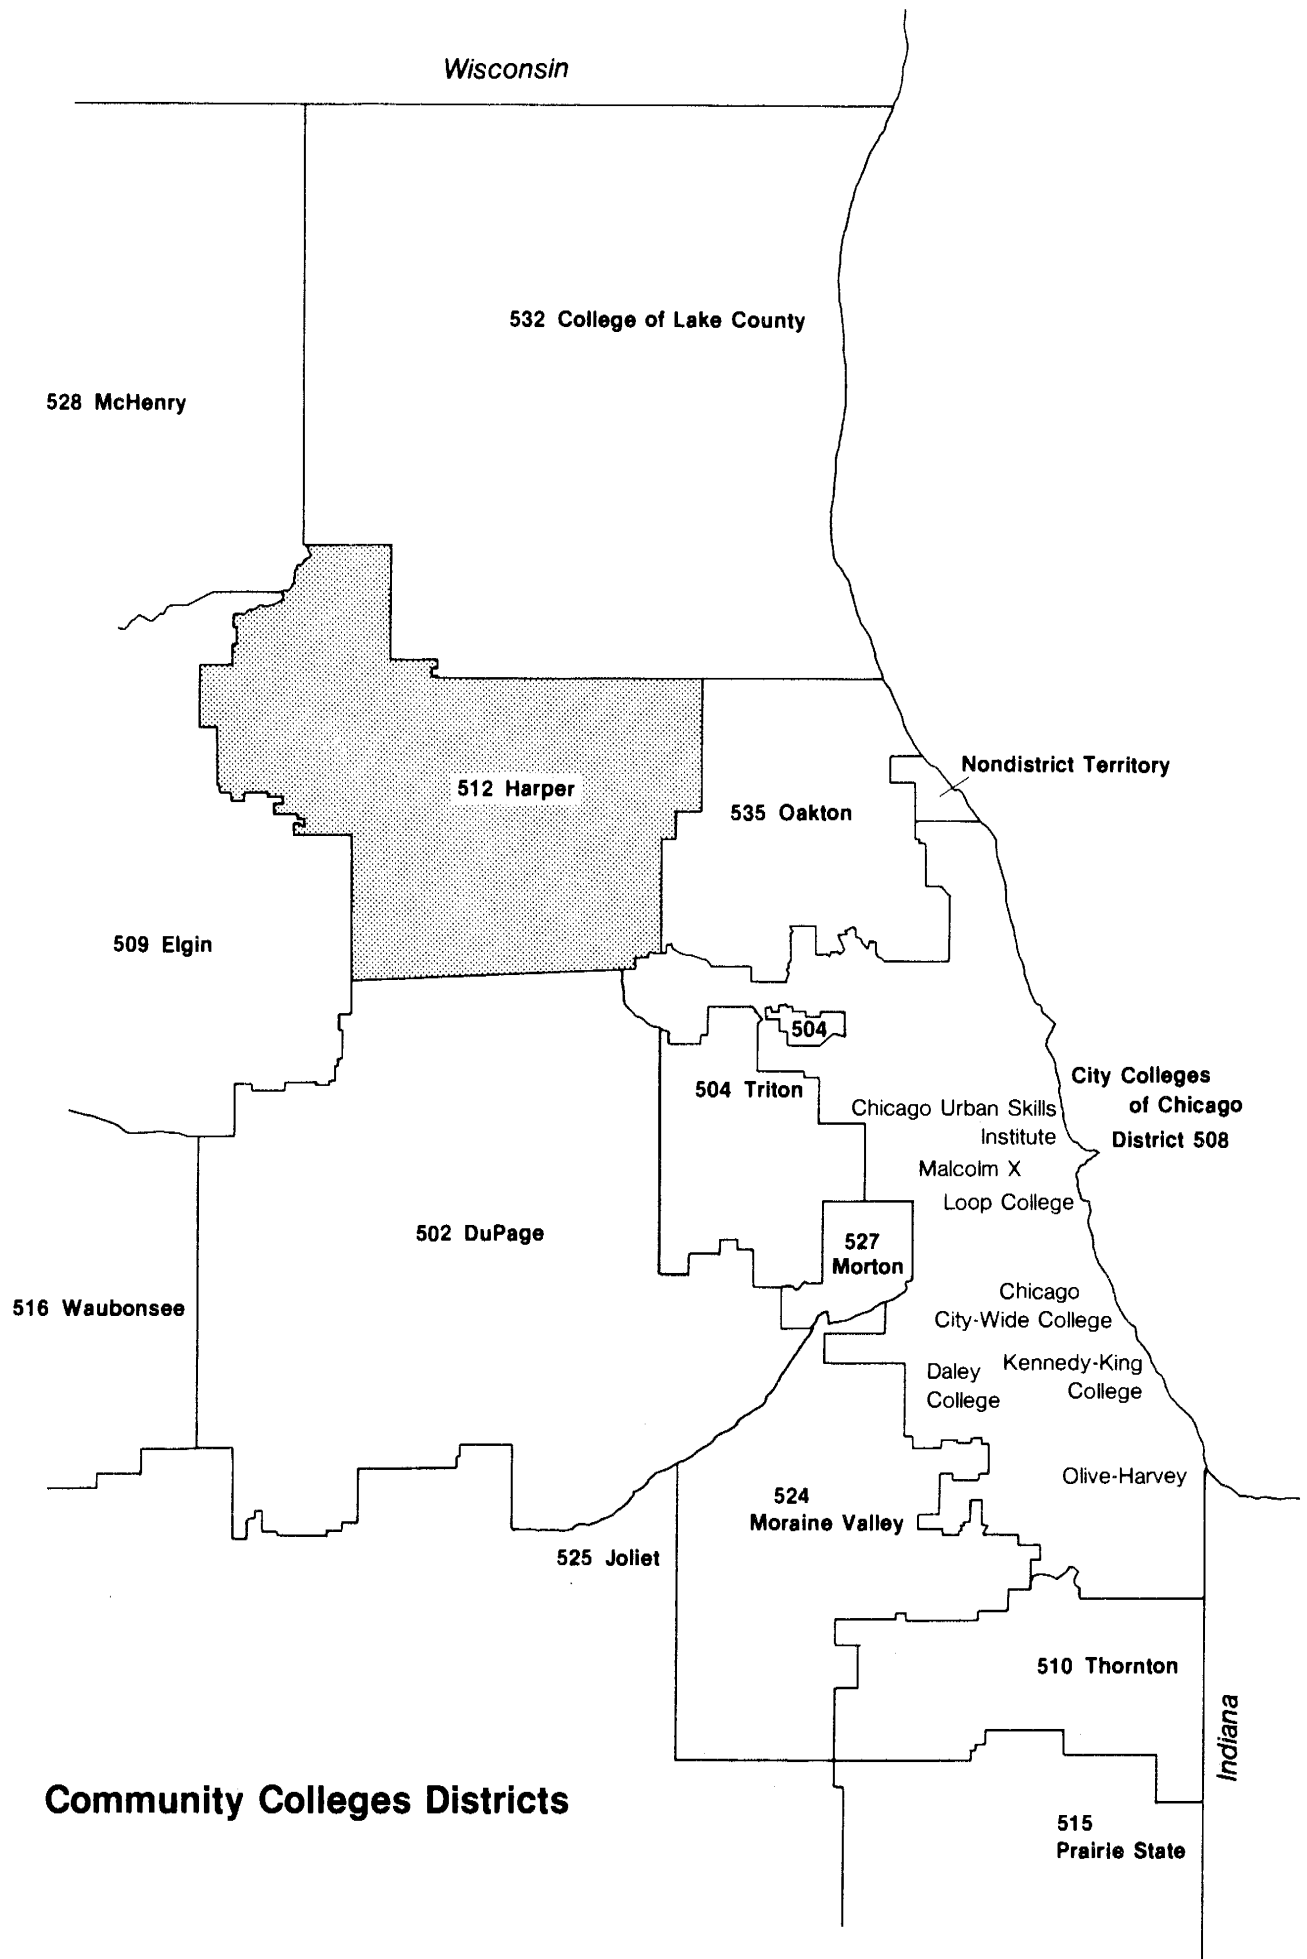 Wisconsin
532 College of Lake County
528 McHenry
Nondistrict Territory
512 Harper
535 Oakton
509 Elgin
504
504 Triton
City Colleges
of Chicago
District 508
Chicago Urban Skills
Institute
Malcolm X
Loop College
502 DuPage
527
Morton
516 Waubonsee
Chicago
City-Wide College
Daley
College
Kennedy-King
College
Olive-Harvey
524
Moraine Valley
525 Joliet
510 Thornton
Indiana
Community Colleges Districts
515
Prairie State